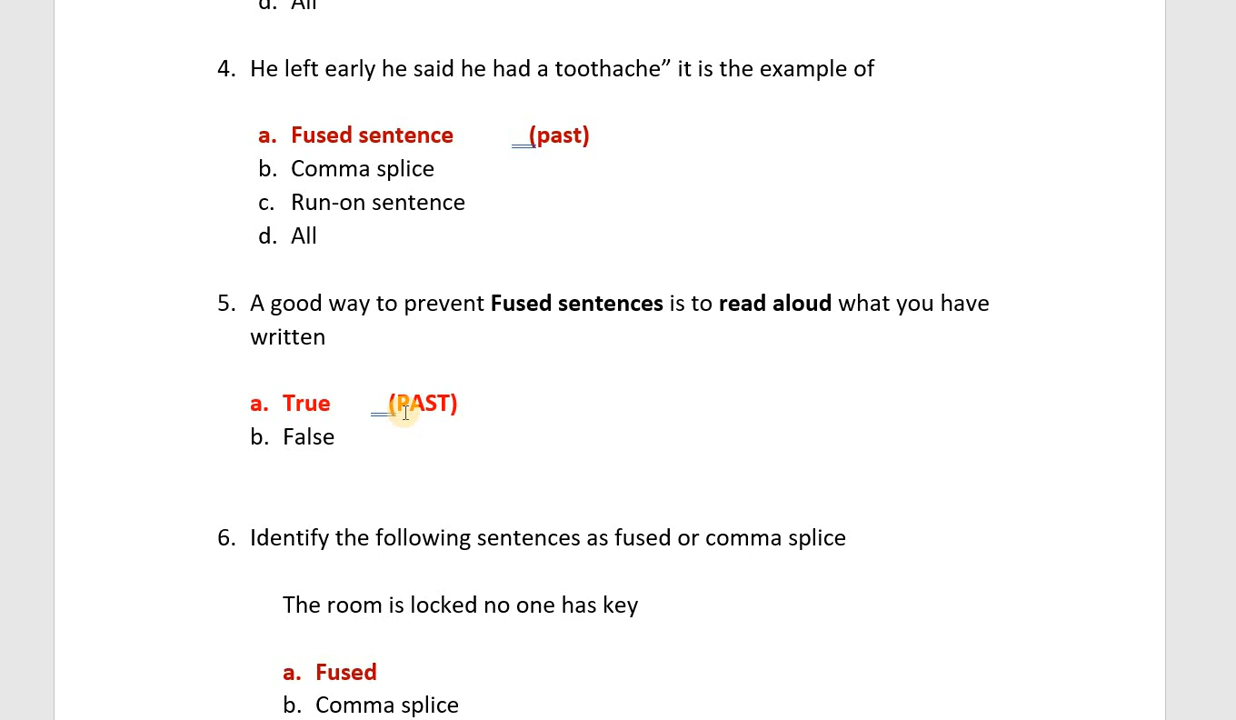 d. All
4. He left early he said he had a toothache” it is the example of
a. Fused sentence __(past)
b. Comma splice
c. Run-on sentence
d. All
5. A good way to prevent Fused sentences is to read aloud what you have
written
a. True __(PAST)
b. False
6. Identify the following sentences as fused or comma splice
The room is locked no one has key
a. Fused
b. Comma splice